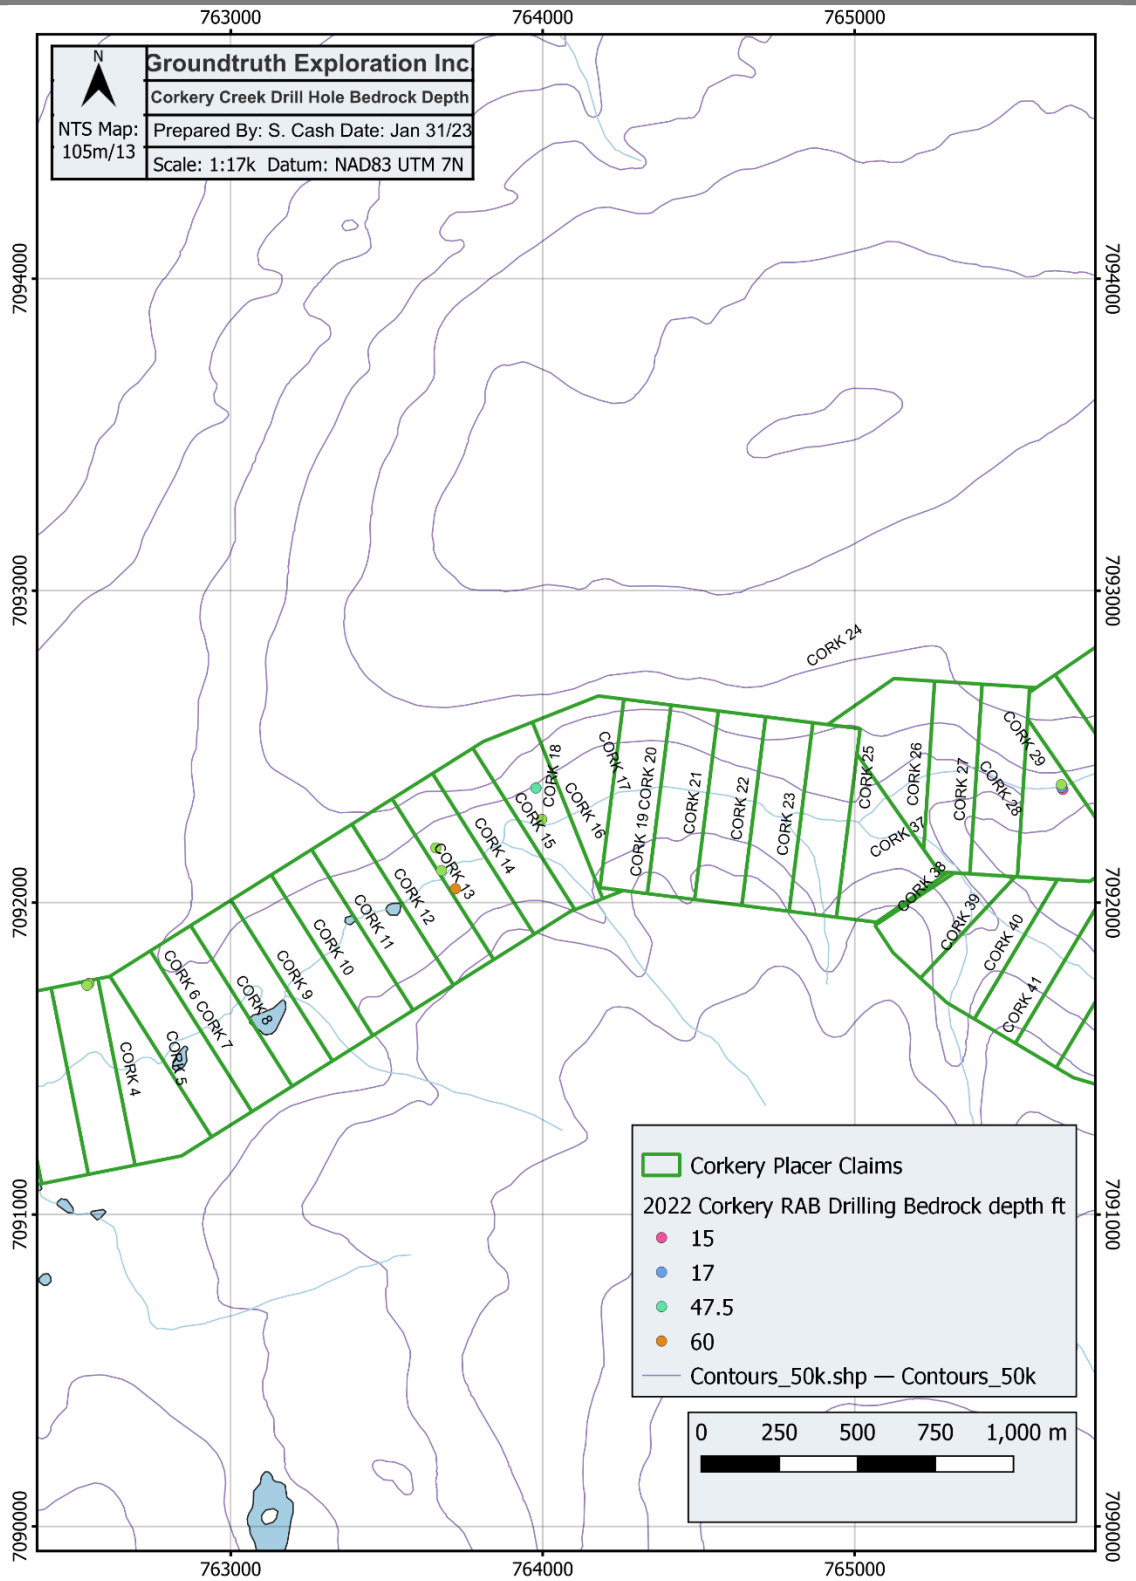 763000
764000
765000
N
NTS Map:
105m/13
Groundtruth Exploration Inc.
Corkery Creek Drill Hole Bedrock Depth
Prepared By: S. Cash Date: Jan 31/23
Scale: 1:17k Datum: NAD83 UTM 7N
7094000
7094000
7093000
7093000
CORK 24
CORK 29
CORK 18
CORK 17
CORK 20
CORK 25
CORK 26
CORK 27
CORK 28
CORK 21
CORK 22
CORK 23
CORK 16
CORK 15
CORK 19
CORK 37
CORK 14
CORK 13
CORK 38
7092000
7092000
CORK 12
CORK 11
CORK 39
CORK 40
CORK 10
CORK 9
CORK 6
CORK 8
CORK 7
CORK 41
CORK 5
CORK 4
Corkery Placer Claims
2022 Corkery RAB Drilling Bedrock depth ft
15
17
47.5
60
Contours_50k.shp — Contours_50k
7091000
7091000
0 250 500 750 1,000 m
7090000
7090000
763000
764000
765000